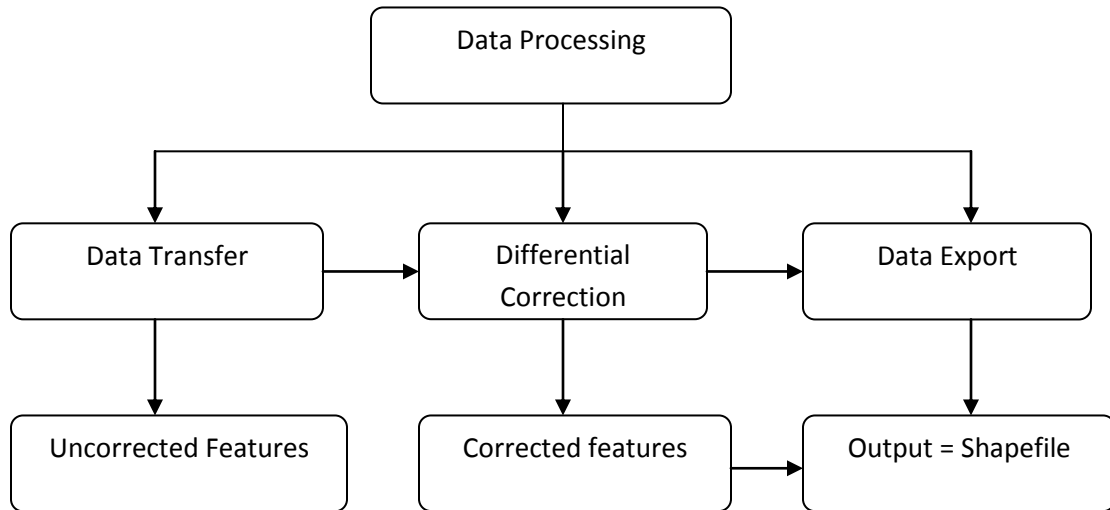 Data Processing
Data Transfer
Differential
Correction
Data Export
Uncorrected Features
Corrected features
Output = Shapefile